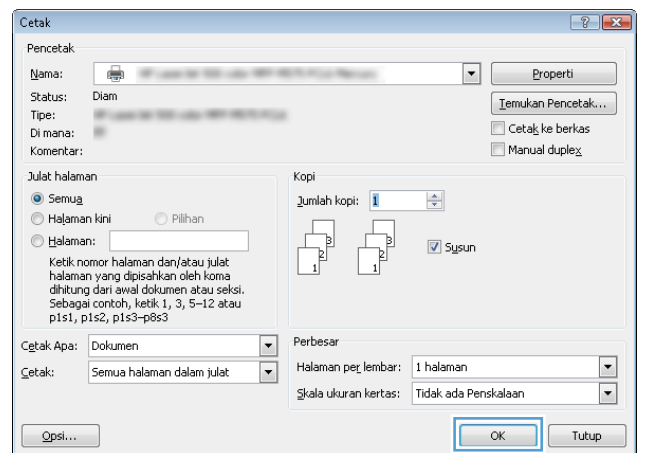 Cetak
Pencetak
Nama:
Properti
Status: Diam
Temukan Pencetak...
Tipe:
Di mana:
Cetak ke berkas
Komentar:
Manual duplex
Julat halaman
Semua
Halaman kini Pilihan
Halaman:
Ketik nomor halaman dan/atau julat
halaman yang dipisahkan oleh koma
dihitung dari awal dokumen atau seksi.
Sebagai contoh, ketik 1, 3, 5–12 atau
p1s1, p1s2, p1s3–p8s3
Kopi
Jumlah kopi: 1
3 2 1
3 2 1
Susun
Cetak Apa: Dokumen
Cetak: Semua halaman dalam julat
Perbesar
Halaman per lembar: 1 halaman
Skala ukuran kertas: Tidak ada Penskalaan
Opsi...
OK Tutup